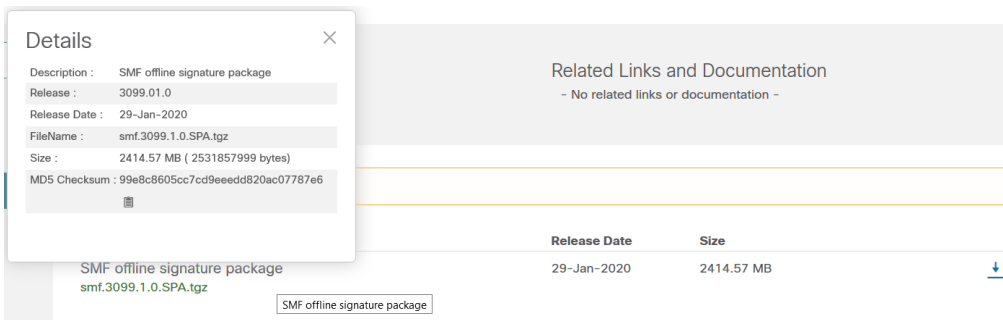 Details
Description : SMF offline signature package
Release : 3099.01.0
Release Date : 29-Jan-2020
FileName : smf.3099.1.0.SPA.tgz
Size : 2414.57 MB ( 2531857999 bytes)
MD5 Checksum : 99e8c8605cc7cd9eeedd820ac07787e6
Related Links and Documentation
- No related links or documentation -
Release Date Size
SMF offline signature package 29-Jan-2020 2414.57 MB
smf.3099.1.0.SPA.tgz
SMF offline signature package